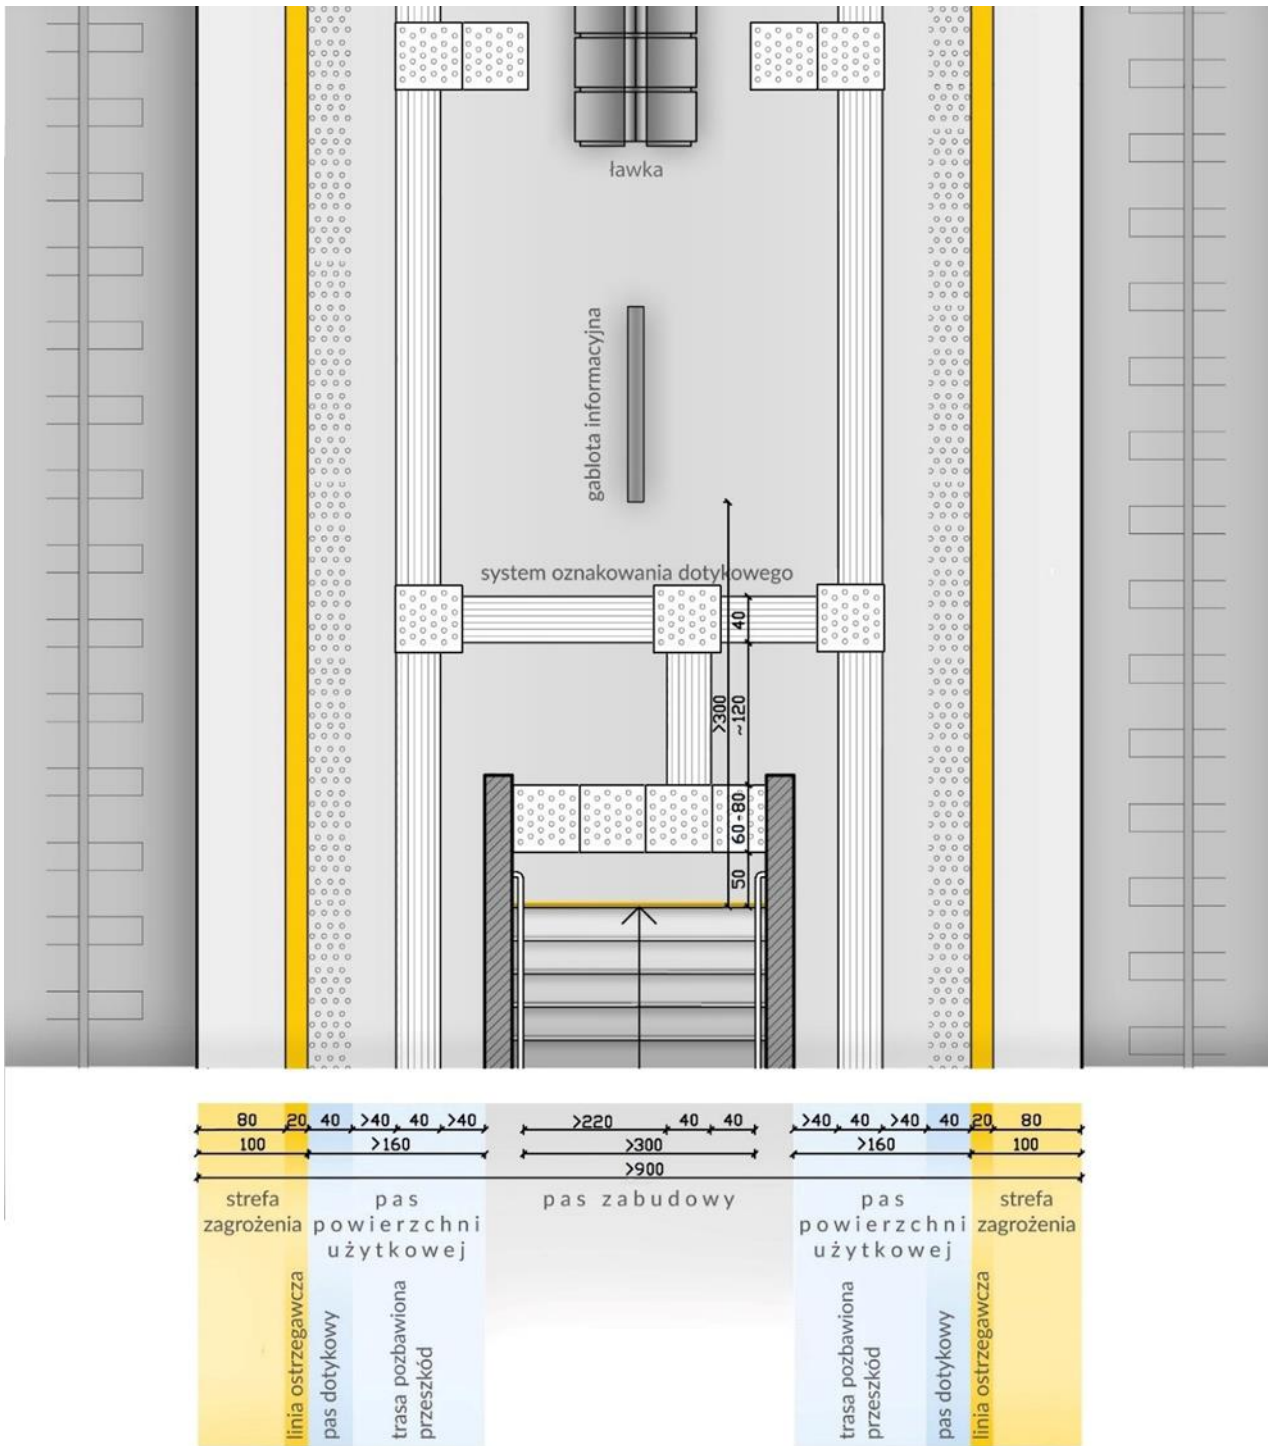 ławka
gablota informacyjna
system oznakowania dotykowego
40
>300
~120
60-80
50
80 20 40 >40 40 >40 >220 40 40 >40 40 >40 40 20 80
100 >160 >300 >160 100
>900
strefa
zagrożenia
pas
powierzchni
użytkowej
pas zabudowy
pas
powierzchni
użytkowej
strefa
zagrożenia
linia ostrzegawcza
pas dotykowy
trasa pozbawiona
przeszkód
trasa pozbawiona
przeszkód
pas dotykowy
linia ostrzegawcza